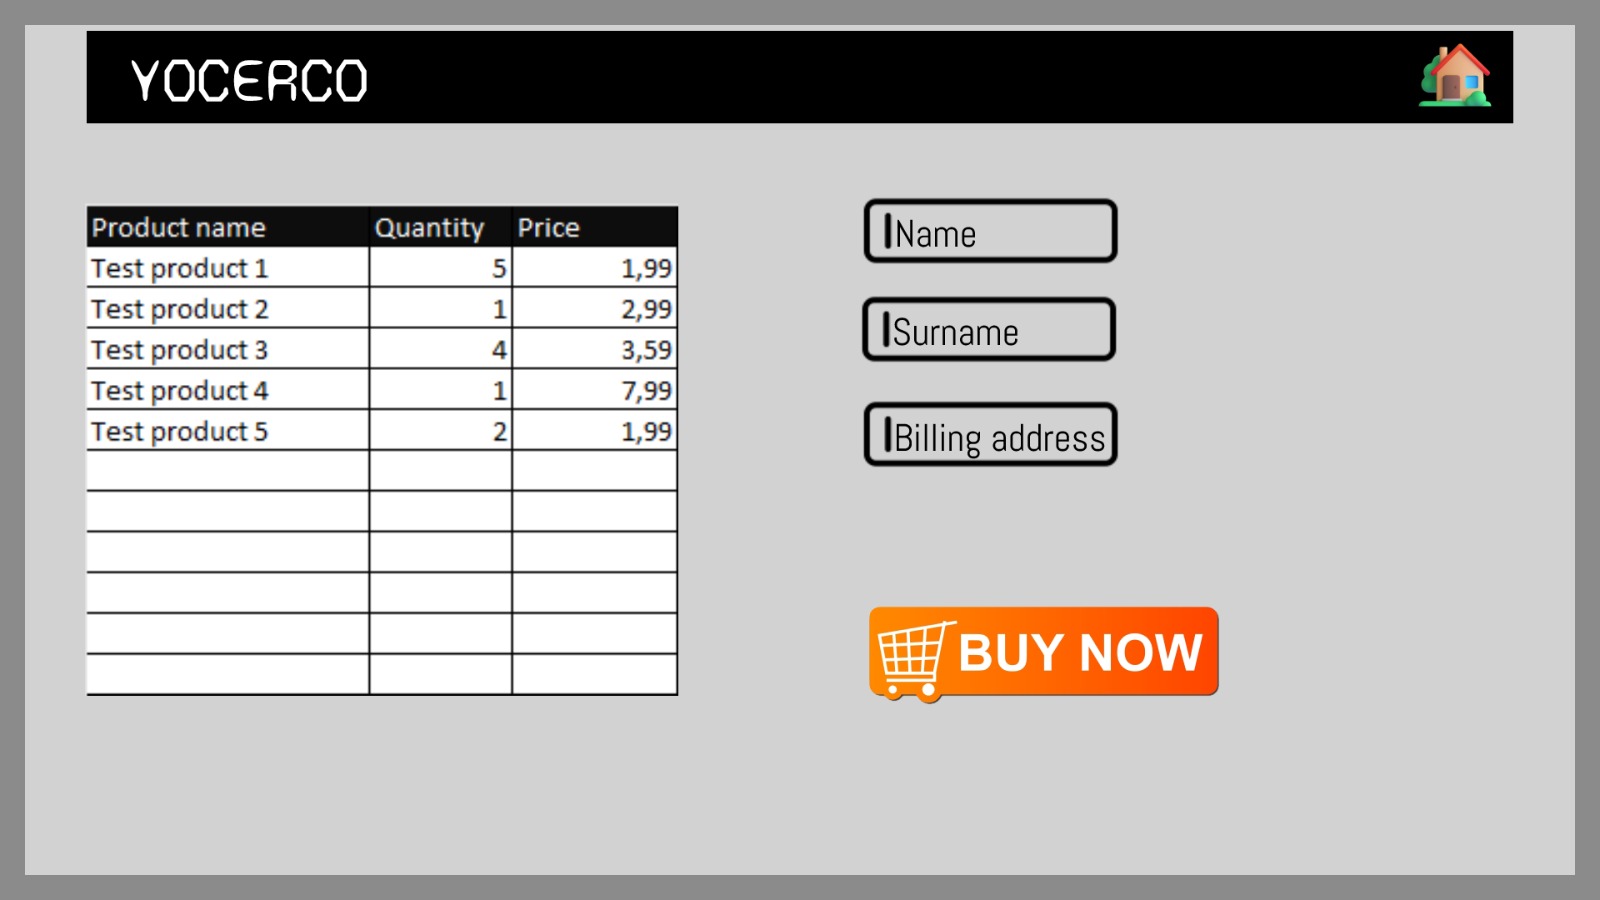 YOCERCO
Product name Quantity Price
Test product 1 5 1,99
Test product 2 1 2,99
Test product 3 4 3,59
Test product 4 1 7,99
Test product 5 2 1,99
Name
Surname
Billing address
BUY NOW